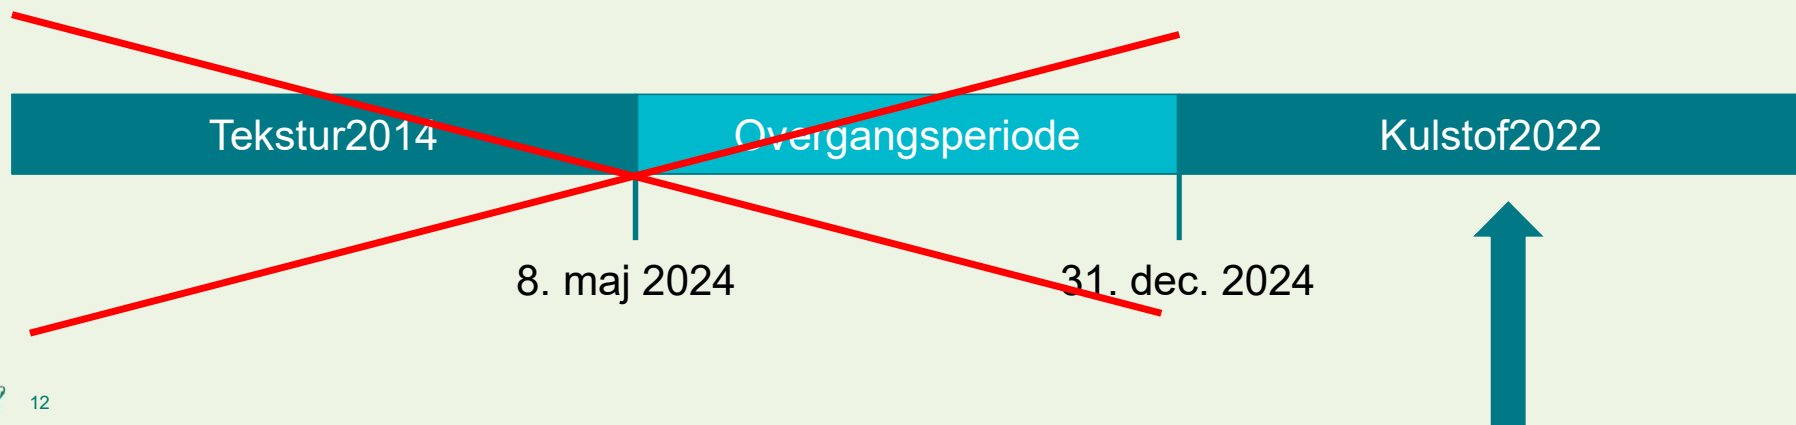 Tekstur2014 Overgangsperiode Kulstof2022
8. maj 2024 31. dec. 2024
12